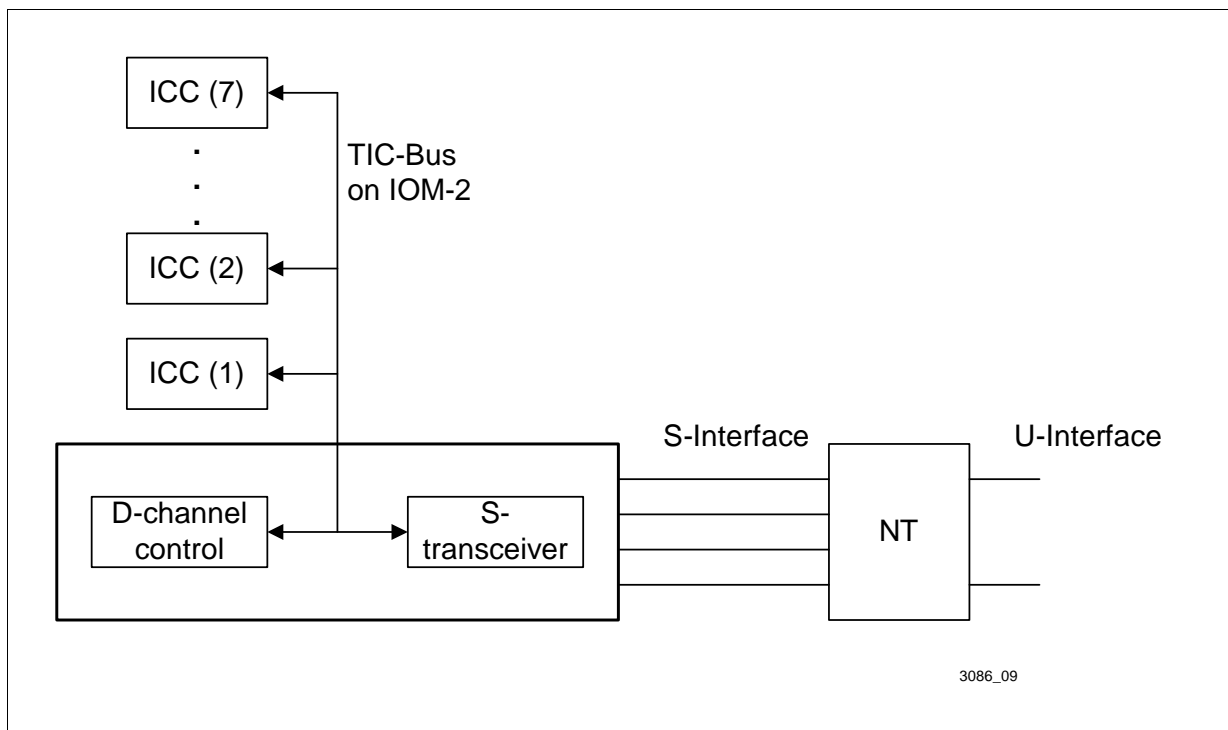 ICC (7)
TIC-Bus
on IOM-2
ICC (2)
ICC (1)
S-Interface
U-Interface
D-channel
control
S-
transceiver
NT
3086_09